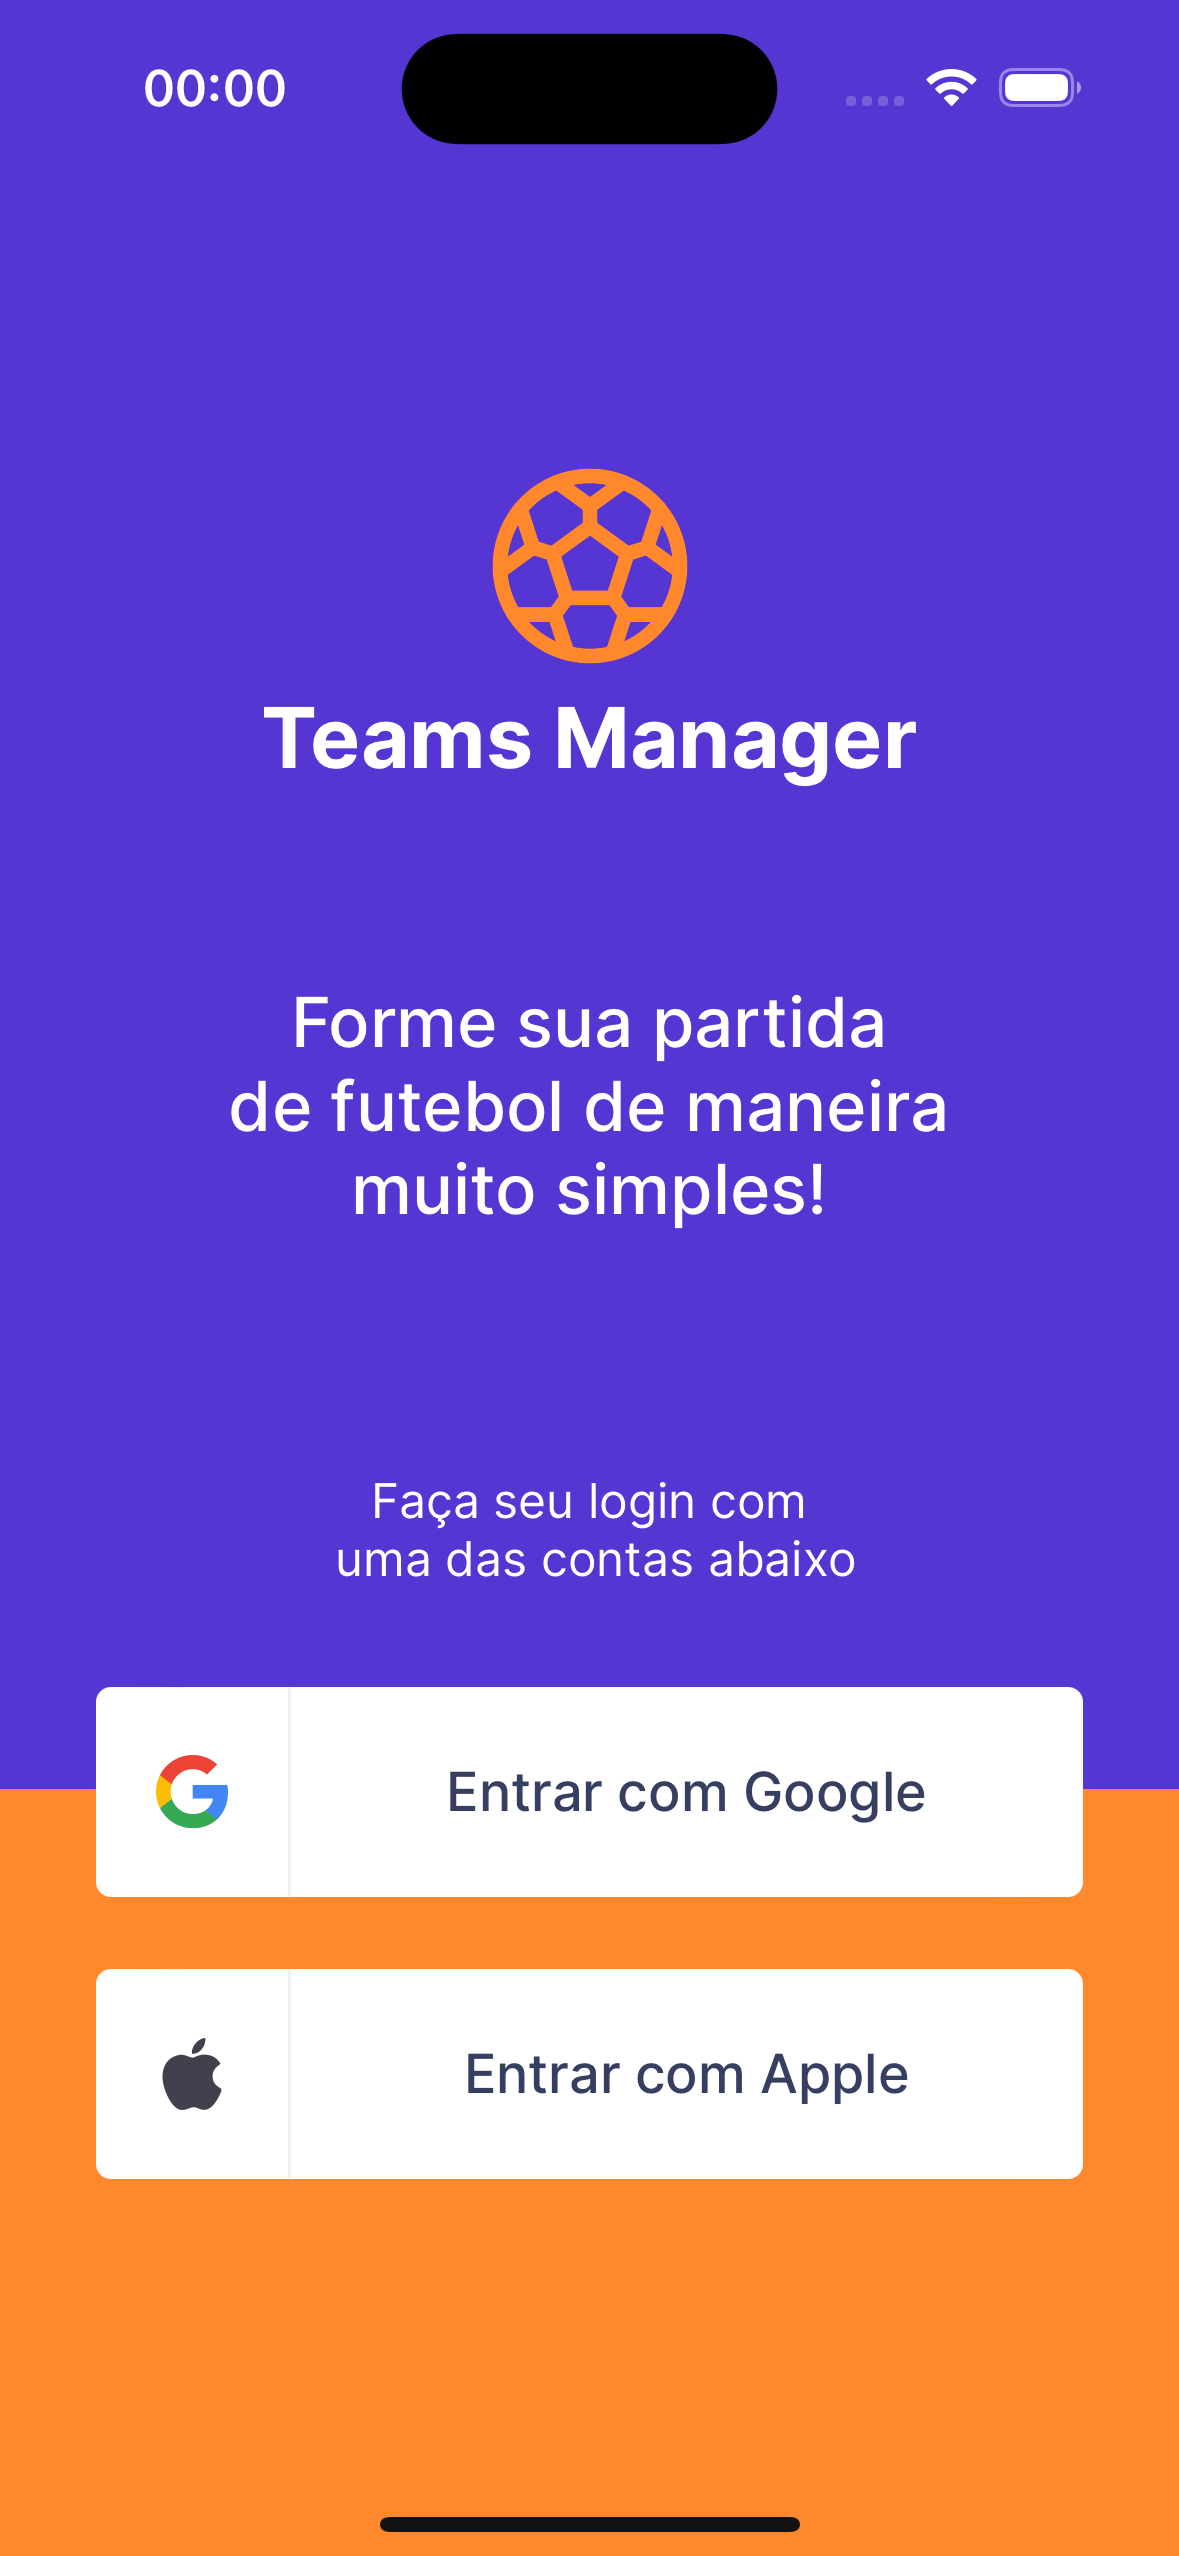 00:00
Teams Manager
Forme sua partida
de futebol de maneira
muito simples!
Faça seu login com
uma das contas abaixo
Entrar com Google
Entrar com Apple